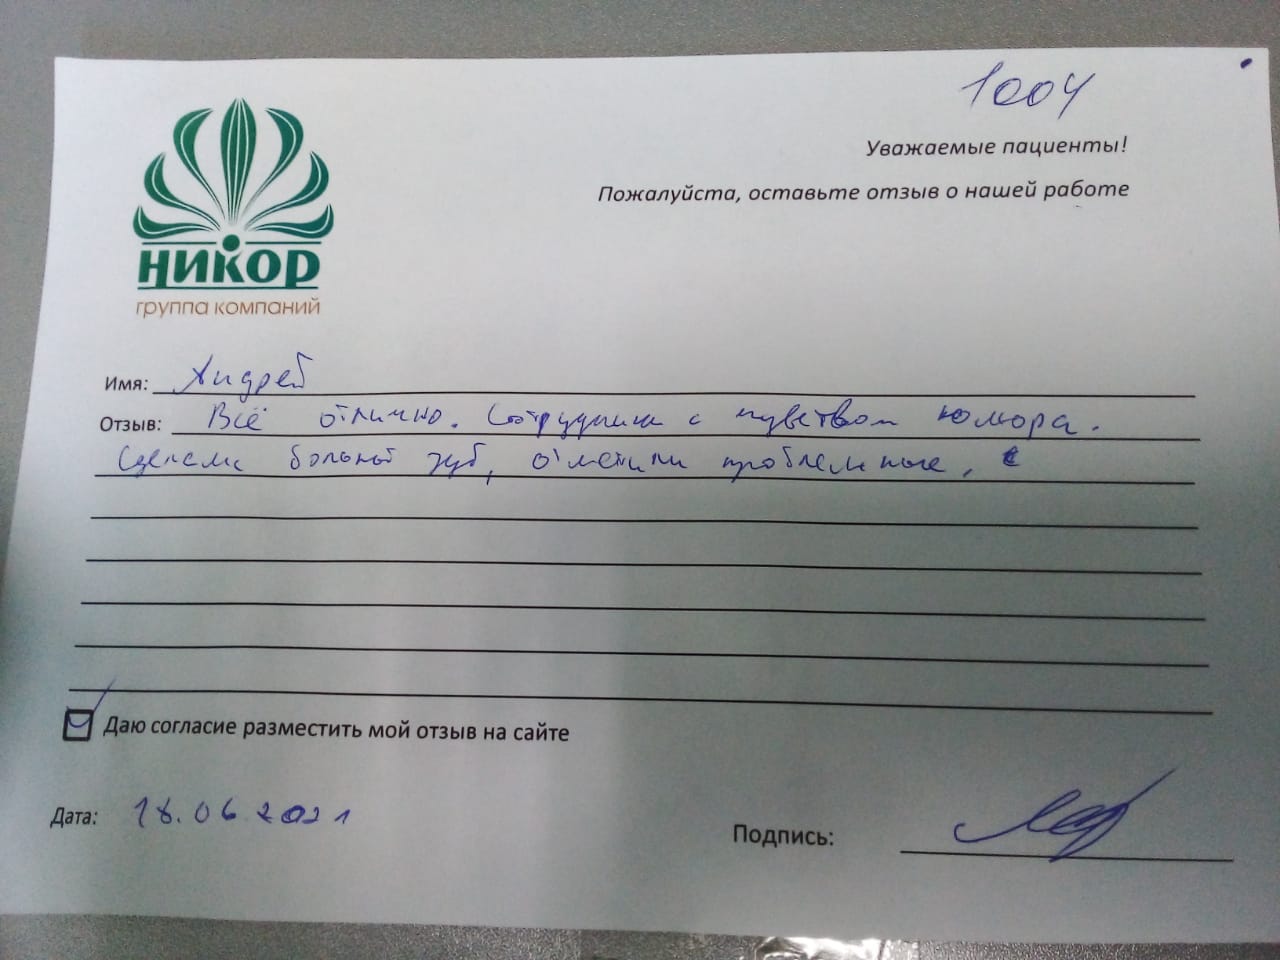 1004
Уважаемые пациенты!
Пожалуйста, оставьте отзыв о нашей работе
НИКОР
группа компаний
Имя: Андрей
Отзыв: Всё отлично. Сотрудники с чувством юмора.
Сделали больной зуб, отметили проблемные.
Даю согласие разместить мой отзыв на сайте
Дата: 18.06.2021
Подпись: